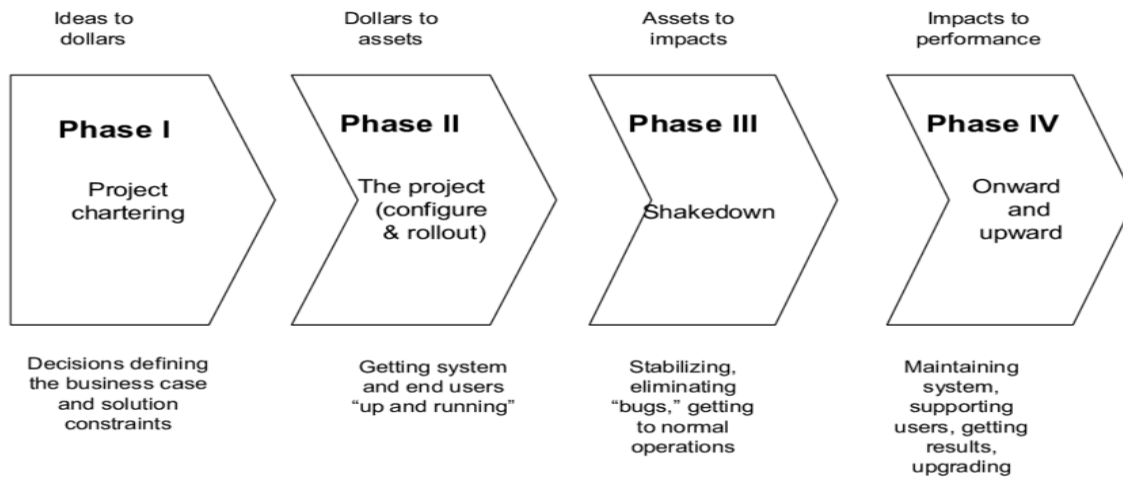 Ideas to
dollars
Dollars to
assets
Assets to
impacts
Impacts to
performance
Phase I
Project
chartering
Phase II
The project
(configure
& rollout)
Phase III
Shakedown
Phase IV
Onward
and
upward
Decisions defining
the business case
and solution
constraints
Getting system
and end users
“up and running”
Stabilizing,
eliminating
“bugs,” getting
to normal
operations
Maintaining
system,
supporting
users, getting
results,
upgrading